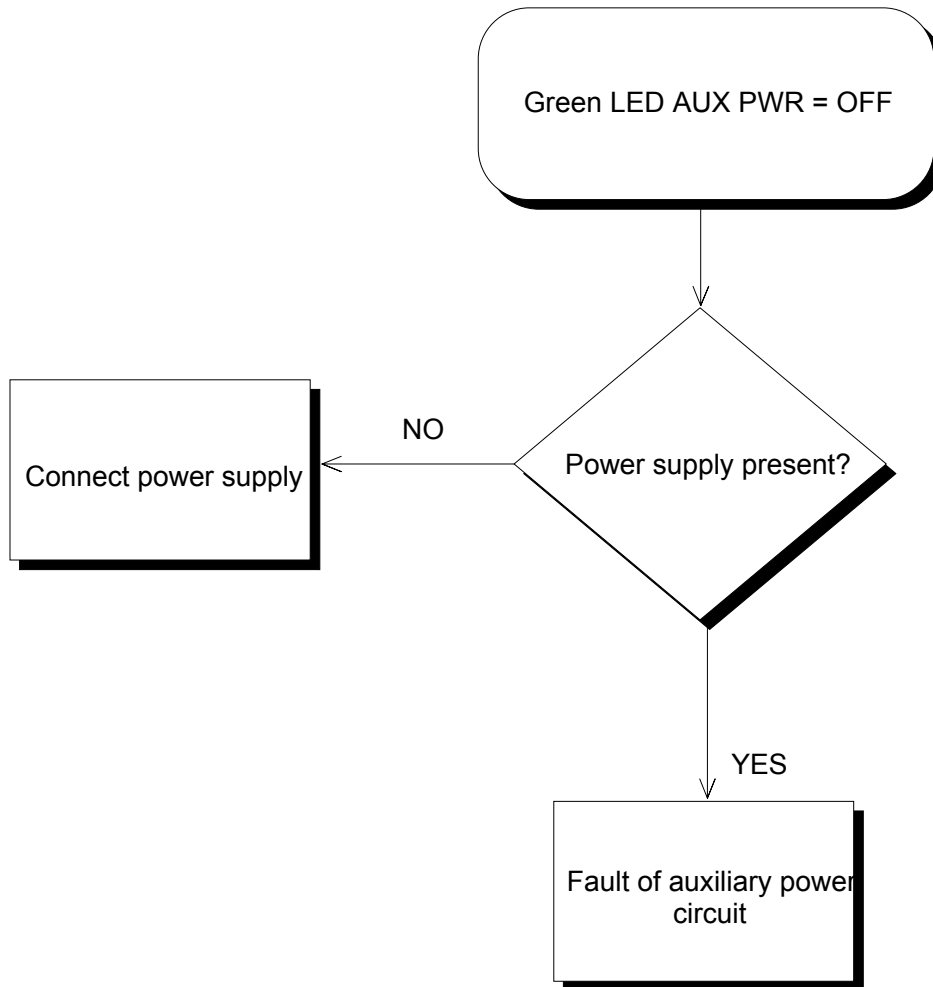 Green LED AUX PWR = OFF
NO
Power supply present?
Connect power supply
YES
Fault of auxiliary power
circuit